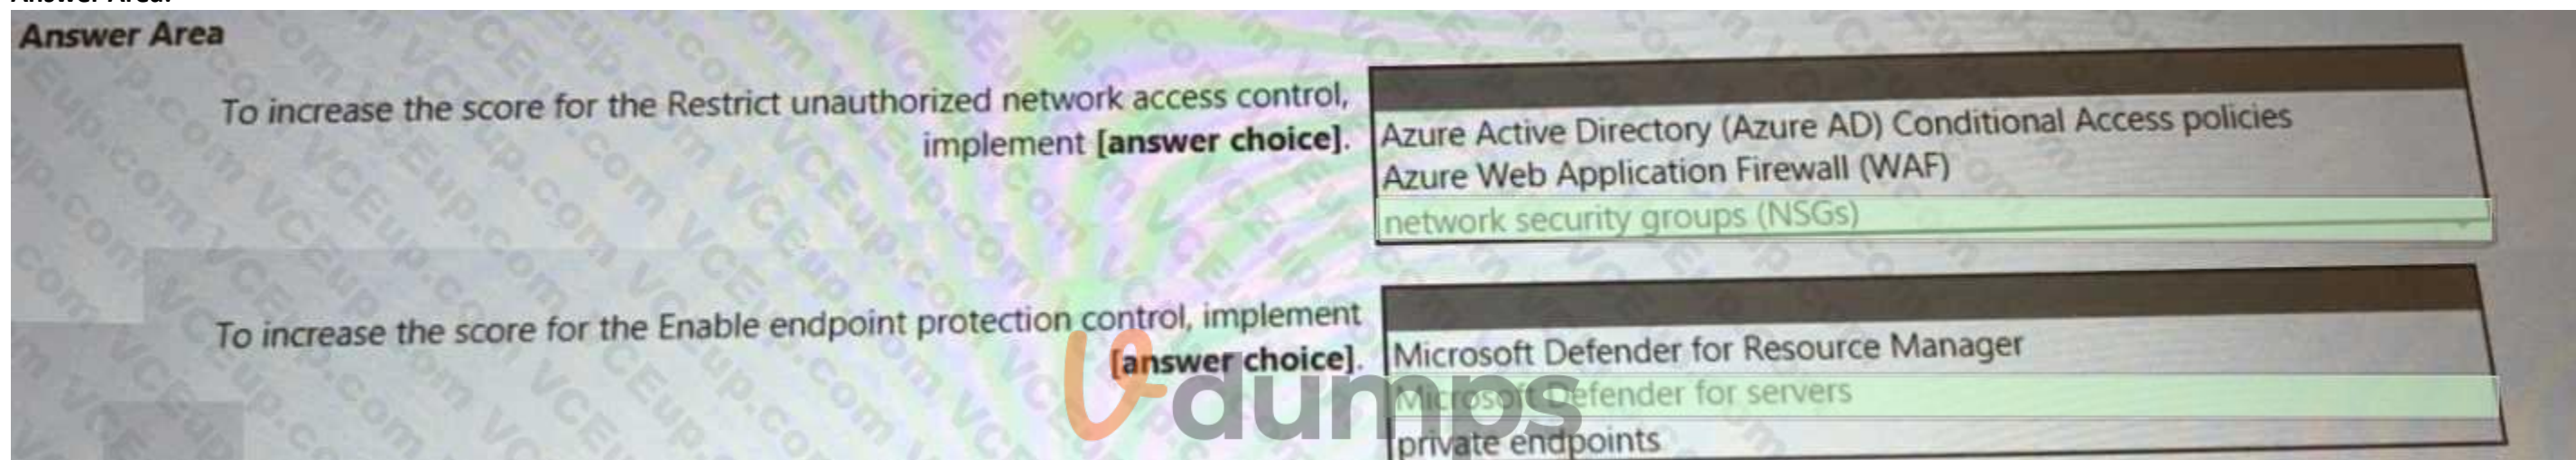 Answer Area
To increase the score for the Restrict unauthorized network access control,
implement [answer choice].
Azure Active Directory (Azure AD) Conditional Access policies
Azure Web Application Firewall (WAF)
network security groups (NSGs)
To increase the score for the Enable endpoint protection control, implement
[answer choice].
Microsoft Defender for Resource Manager
Microsoft Defender for servers
private endpoints
dumps
VCEup.com